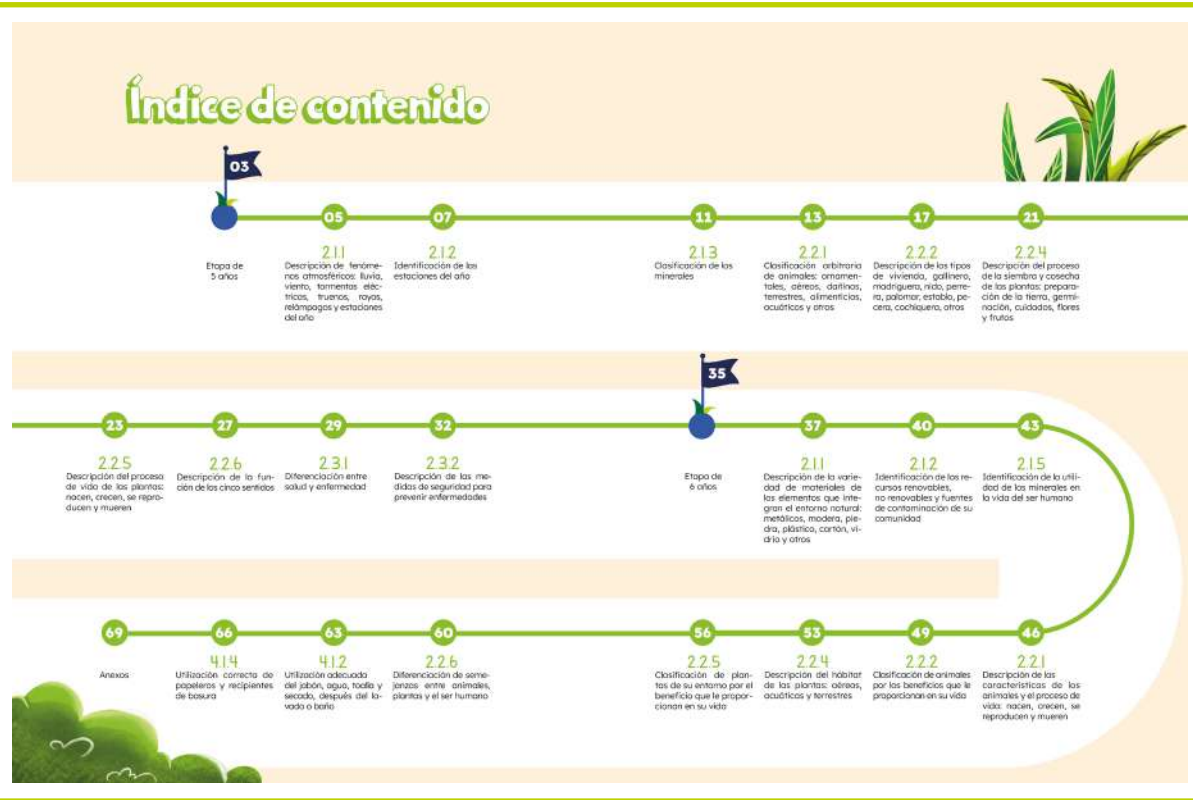 Índice de contenido
03
Etapa de
5 años
05
2.1.1
Descripción de fenóme-
nos atmosféricos: lluvia,
viento, tormentas eléc-
tricas, truenos, rayos,
relámpagos y estaciones
del año
07
2.1.2
Identificación de las
estaciones del año
11
2.1.3
Clasificación de los
minerales
13
2.2.1
Clasificación arbitraria
de animales: ornamen-
tales, aéreos, dañinos,
terrestres, alimenticios,
acuáticos y otros
17
2.2.2
Descripción de los tipos
de vivienda, gallinero,
madriguera, nido, perre-
ra, palomar, establo, pe-
cera, cochiquera, otros
21
2.2.4
Descripción del proceso
de la siembra y cosecha
de las plantas: prepara-
ción de la tierra, germi-
nación, cuidados, flores
y frutos
23
2.2.5
Descripción del proceso
de vida de las plantas:
nacen, crecen, se repro-
ducen y mueren
27
2.2.6
Descripción de la fun-
ción de los cinco sentidos
29
2.3.1
Diferenciación entre
salud y enfermedad
32
2.3.2
Descripción de las me-
didas de seguridad para
prevenir enfermedades
35
Etapa de
6 años
37
2.1.1
Descripción de la varie-
dad de materiales de
los elementos que inte-
gran el entorno natural:
metálicos, madera, pie-
dra, plástico, cartón, vi-
drio y otros
40
2.1.2
Identificación de los re-
cursos renovables,
no renovables y fuentes
de contaminación de su
comunidad
43
2.1.5
Identificación de la utili-
dad de los minerales en
la vida del ser humano
46
2.2.1
Descripción de las
características de los
animales y el proceso de
vida: nacen, crecen, se
reproducen y mueren
49
2.2.2
Clasificación de animales
por los beneficios que le
proporcionan en su vida
53
2.2.4
Descripción del hábitat
de las plantas: aéreas,
acuáticas y terrestres
56
2.2.5
Clasificación de plan-
tas de su entorno por el
beneficio que le propor-
cionan en su vida
60
2.2.6
Diferenciación de seme-
janzas entre animales,
plantas y el ser humano
63
4.1.2
Utilización adecuada
del jabón, agua, toalla y
secado, después del la-
vado o baño
66
4.1.4
Utilización correcta de
papeleros y recipientes
de basura
69
Anexos